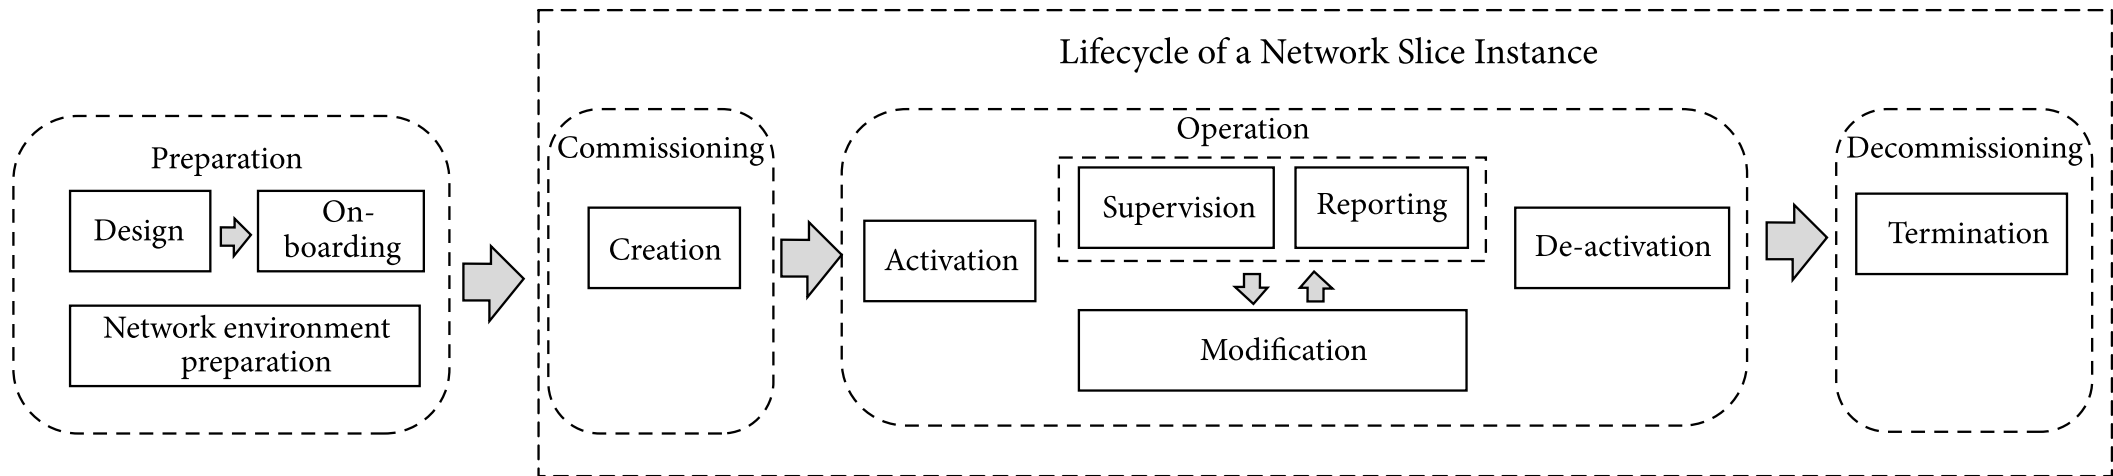 Lifecycle of a Network Slice Instance
Preparation
Design
On-
boarding
Network environment
preparation
Commissioning
Creation
Operation
Activation
Supervision
Reporting
Modification
De-activation
Decommissioning
Termination